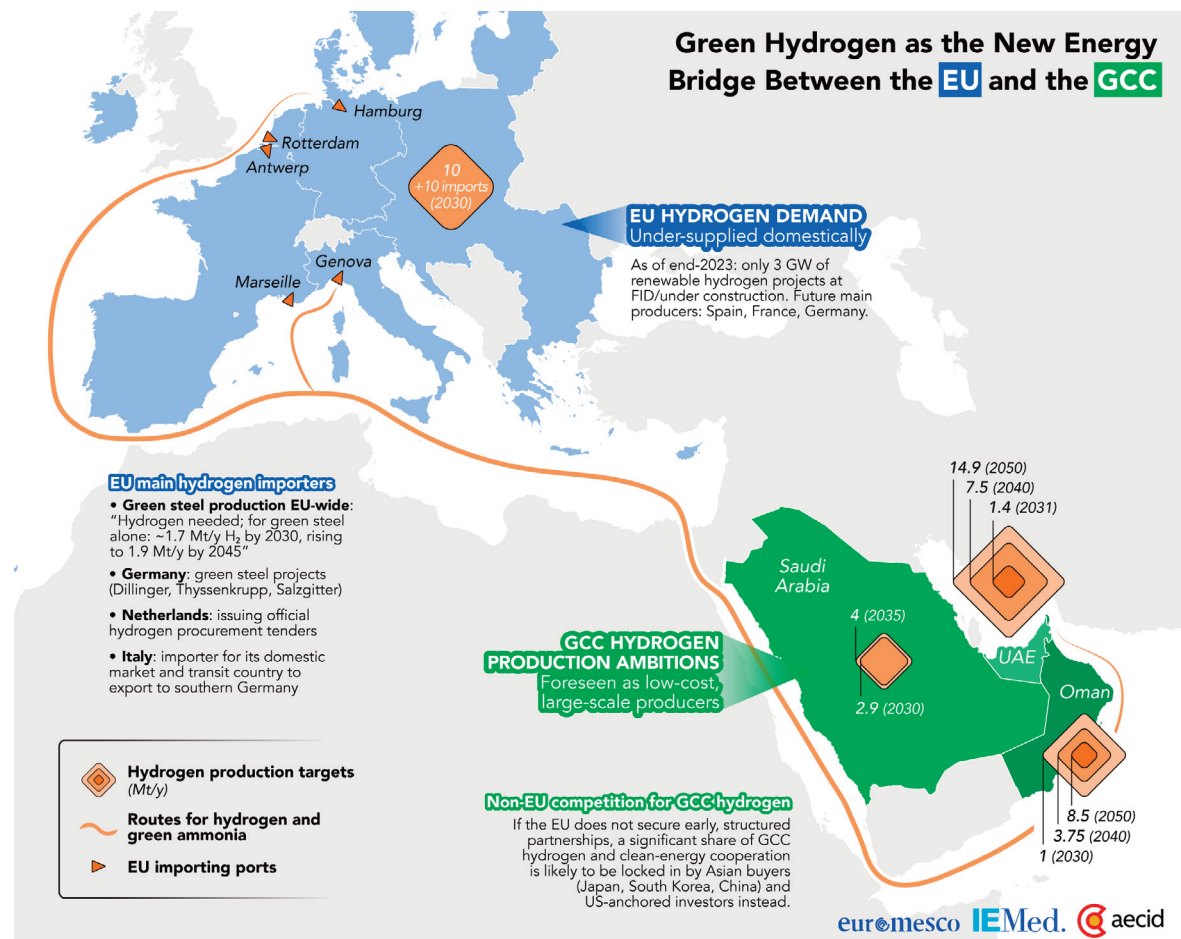 Green Hydrogen as the New Energy
Bridge Between the EU and the GCC
Hamburg
Rotterdam
Antwerp
10
+10 imports
(2030)
EU HYDROGEN DEMAND
Under-supplied domestically
As of end-2023: only 3 GW of
renewable hydrogen projects at
FID/under construction. Future main
producers: Spain, France, Germany.
Genova
Marseille
EU main hydrogen importers
• Green steel production EU-wide:
“Hydrogen needed; for green steel
alone: ~1.7 Mt/y H₂ by 2030, rising
to 1.9 Mt/y by 2045”
• Germany: green steel projects
(Dillinger, Thyssenkrupp, Salzgitter)
• Netherlands: issuing official
hydrogen procurement tenders
• Italy: importer for its domestic
market and transit country to
export to southern Germany
14.9 (2050)
7.5 (2040)
1.4 (2031)
Saudi
Arabia
4 (2035)
2.9 (2030)
UAE
Oman
GCC HYDROGEN
PRODUCTION AMBITIONS
Foreseen as low-cost,
large-scale producers
8.5 (2050)
3.75 (2040)
1 (2030)
Hydrogen production targets
(Mt/y)
Routes for hydrogen and
green ammonia
EU importing ports
Non-EU competition for GCC hydrogen
If the EU does not secure early, structured
partnerships, a significant share of GCC
hydrogen and clean-energy cooperation
is likely to be locked in by Asian buyers
(Japan, South Korea, China) and
US-anchored investors instead.
euromesco IEMed. aecid